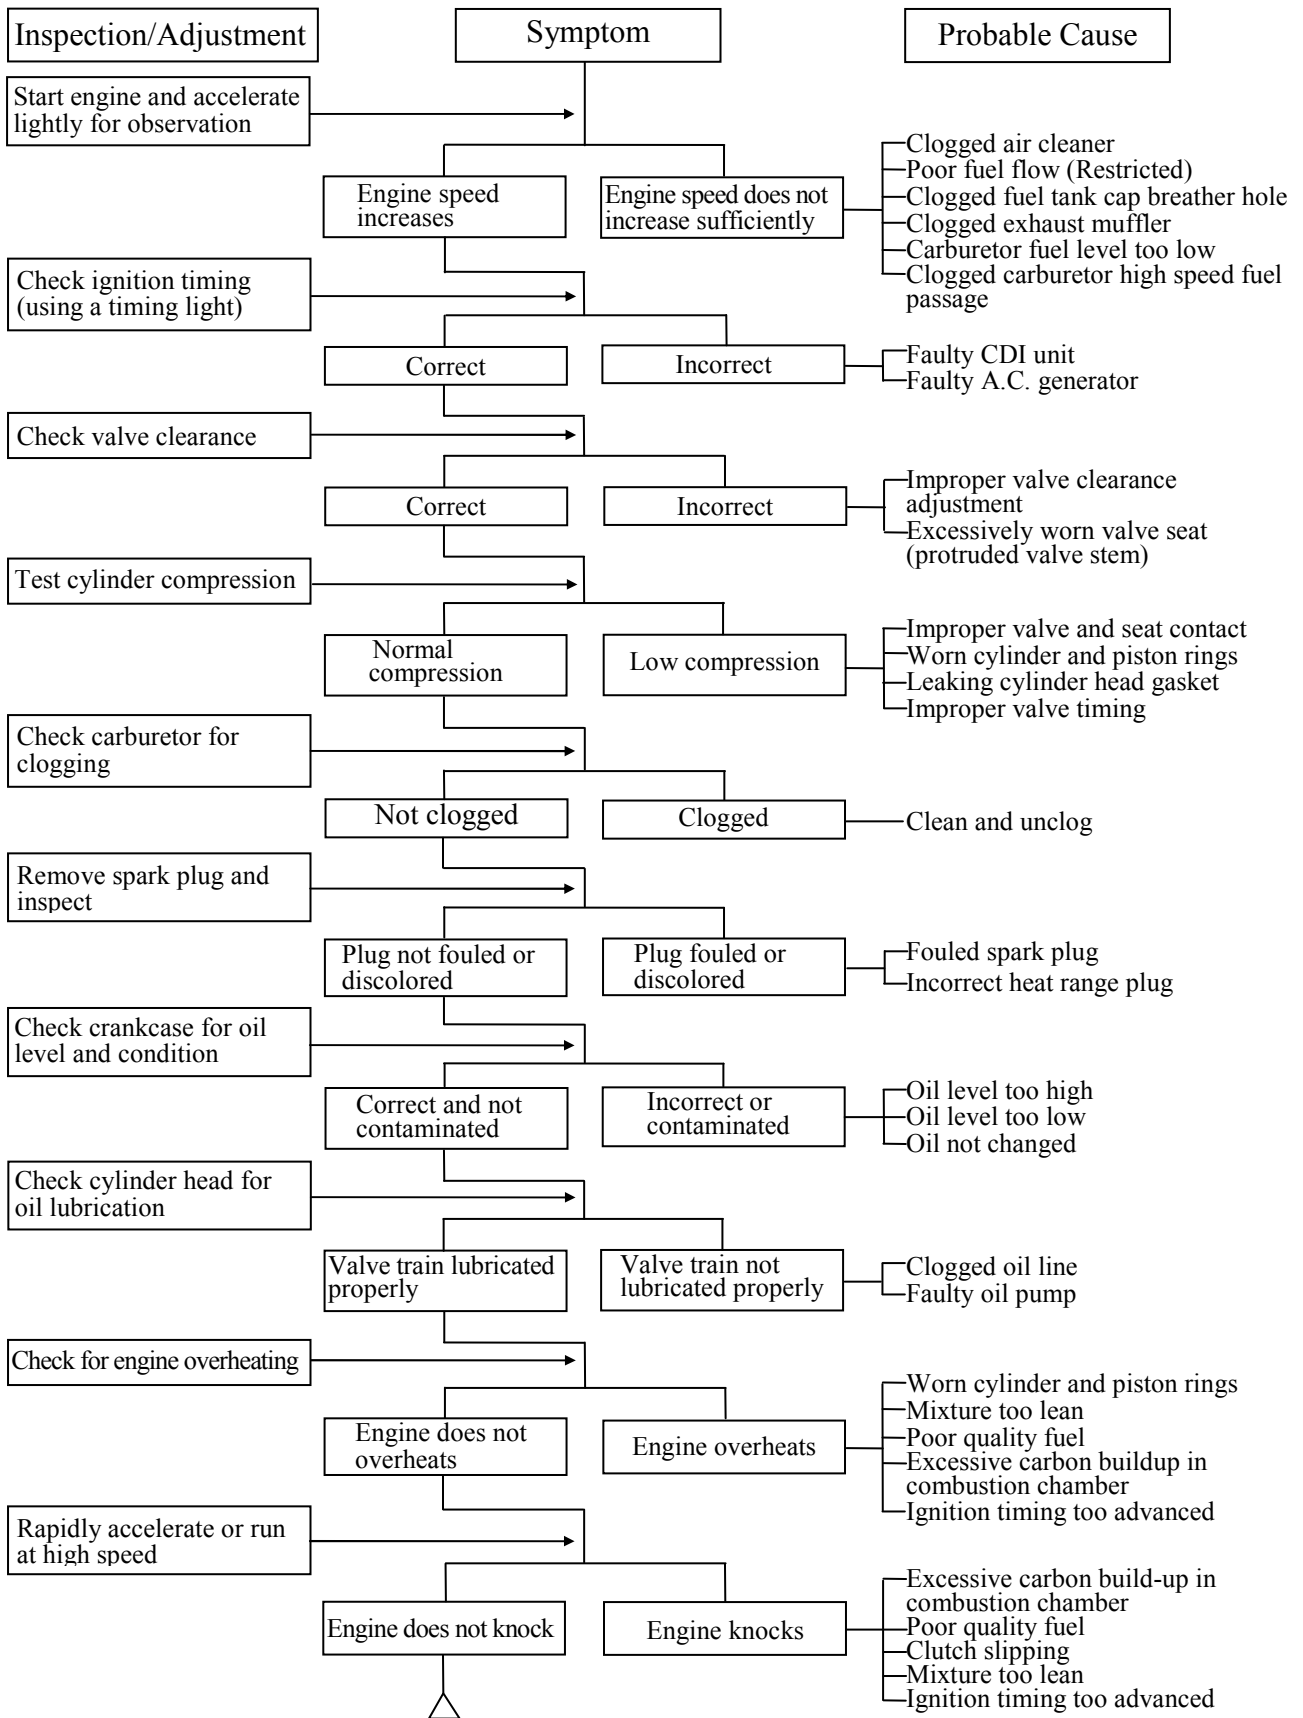 Inspection/Adjustment
Symptom
Probable Cause
Start engine and accelerate
lightly for observation
Engine speed
increases
Engine speed does not
increase sufficiently
Clogged air cleaner
Poor fuel flow (Restricted)
Clogged fuel tank cap breather hole
Clogged exhaust muffler
Carburetor fuel level too low
Clogged carburetor high speed fuel
passage
Check ignition timing
(using a timing light)
Correct
Incorrect
Faulty CDI unit
Faulty A.C. generator
Check valve clearance
Correct
Incorrect
Improper valve clearance
adjustment
Excessively worn valve seat
(protruded valve stem)
Test cylinder compression
Normal
compression
Low compression
Improper valve and seat contact
Worn cylinder and piston rings
Leaking cylinder head gasket
Improper valve timing
Check carburetor for
clogging
Not clogged
Clogged
Clean and unclog
Remove spark plug and
inspect
Plug not fouled or
discolored
Plug fouled or
discolored
Fouled spark plug
Incorrect heat range plug
Check crankcase for oil
level and condition
Correct and not
contaminated
Incorrect or
contaminated
Oil level too high
Oil level too low
Oil not changed
Check cylinder head for
oil lubrication
Valve train lubricated
properly
Valve train not
lubricated properly
Clogged oil line
Faulty oil pump
Check for engine overheating
Engine does not
overheats
Engine overheats
Worn cylinder and piston rings
Mixture too lean
Poor quality fuel
Excessive carbon buildup in
combustion chamber
Ignition timing too advanced
Rapidly accelerate or run
at high speed
Engine does not knock
Engine knocks
Excessive carbon build-up in
combustion chamber
Poor quality fuel
Clutch slipping
Mixture too lean
Ignition timing too advanced